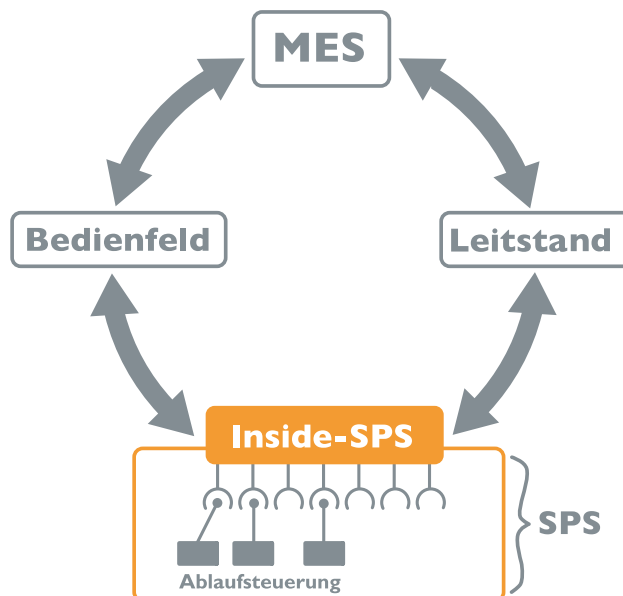 MES
Bedienfeld
Leitstand
Inside-SPS
SPS
Ablaufsteuerung